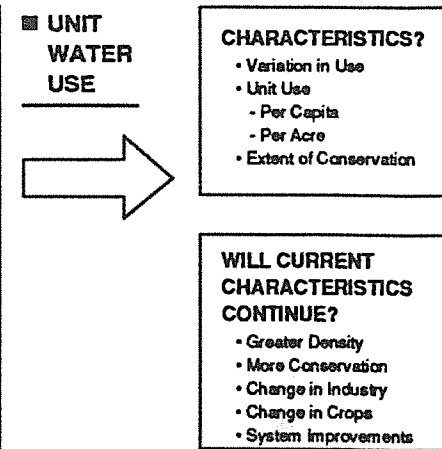 ■ UNIT
WATER
USE
CHARACTERISTICS?
• Variation in Use
• Unit Use
- Per Capita
- Per Acre
• Extent of Conservation
WILL CURRENT
CHARACTERISTICS
CONTINUE?
• Greater Density
• More Conservation
• Change in Industry
• Change in Crops
• System Improvements